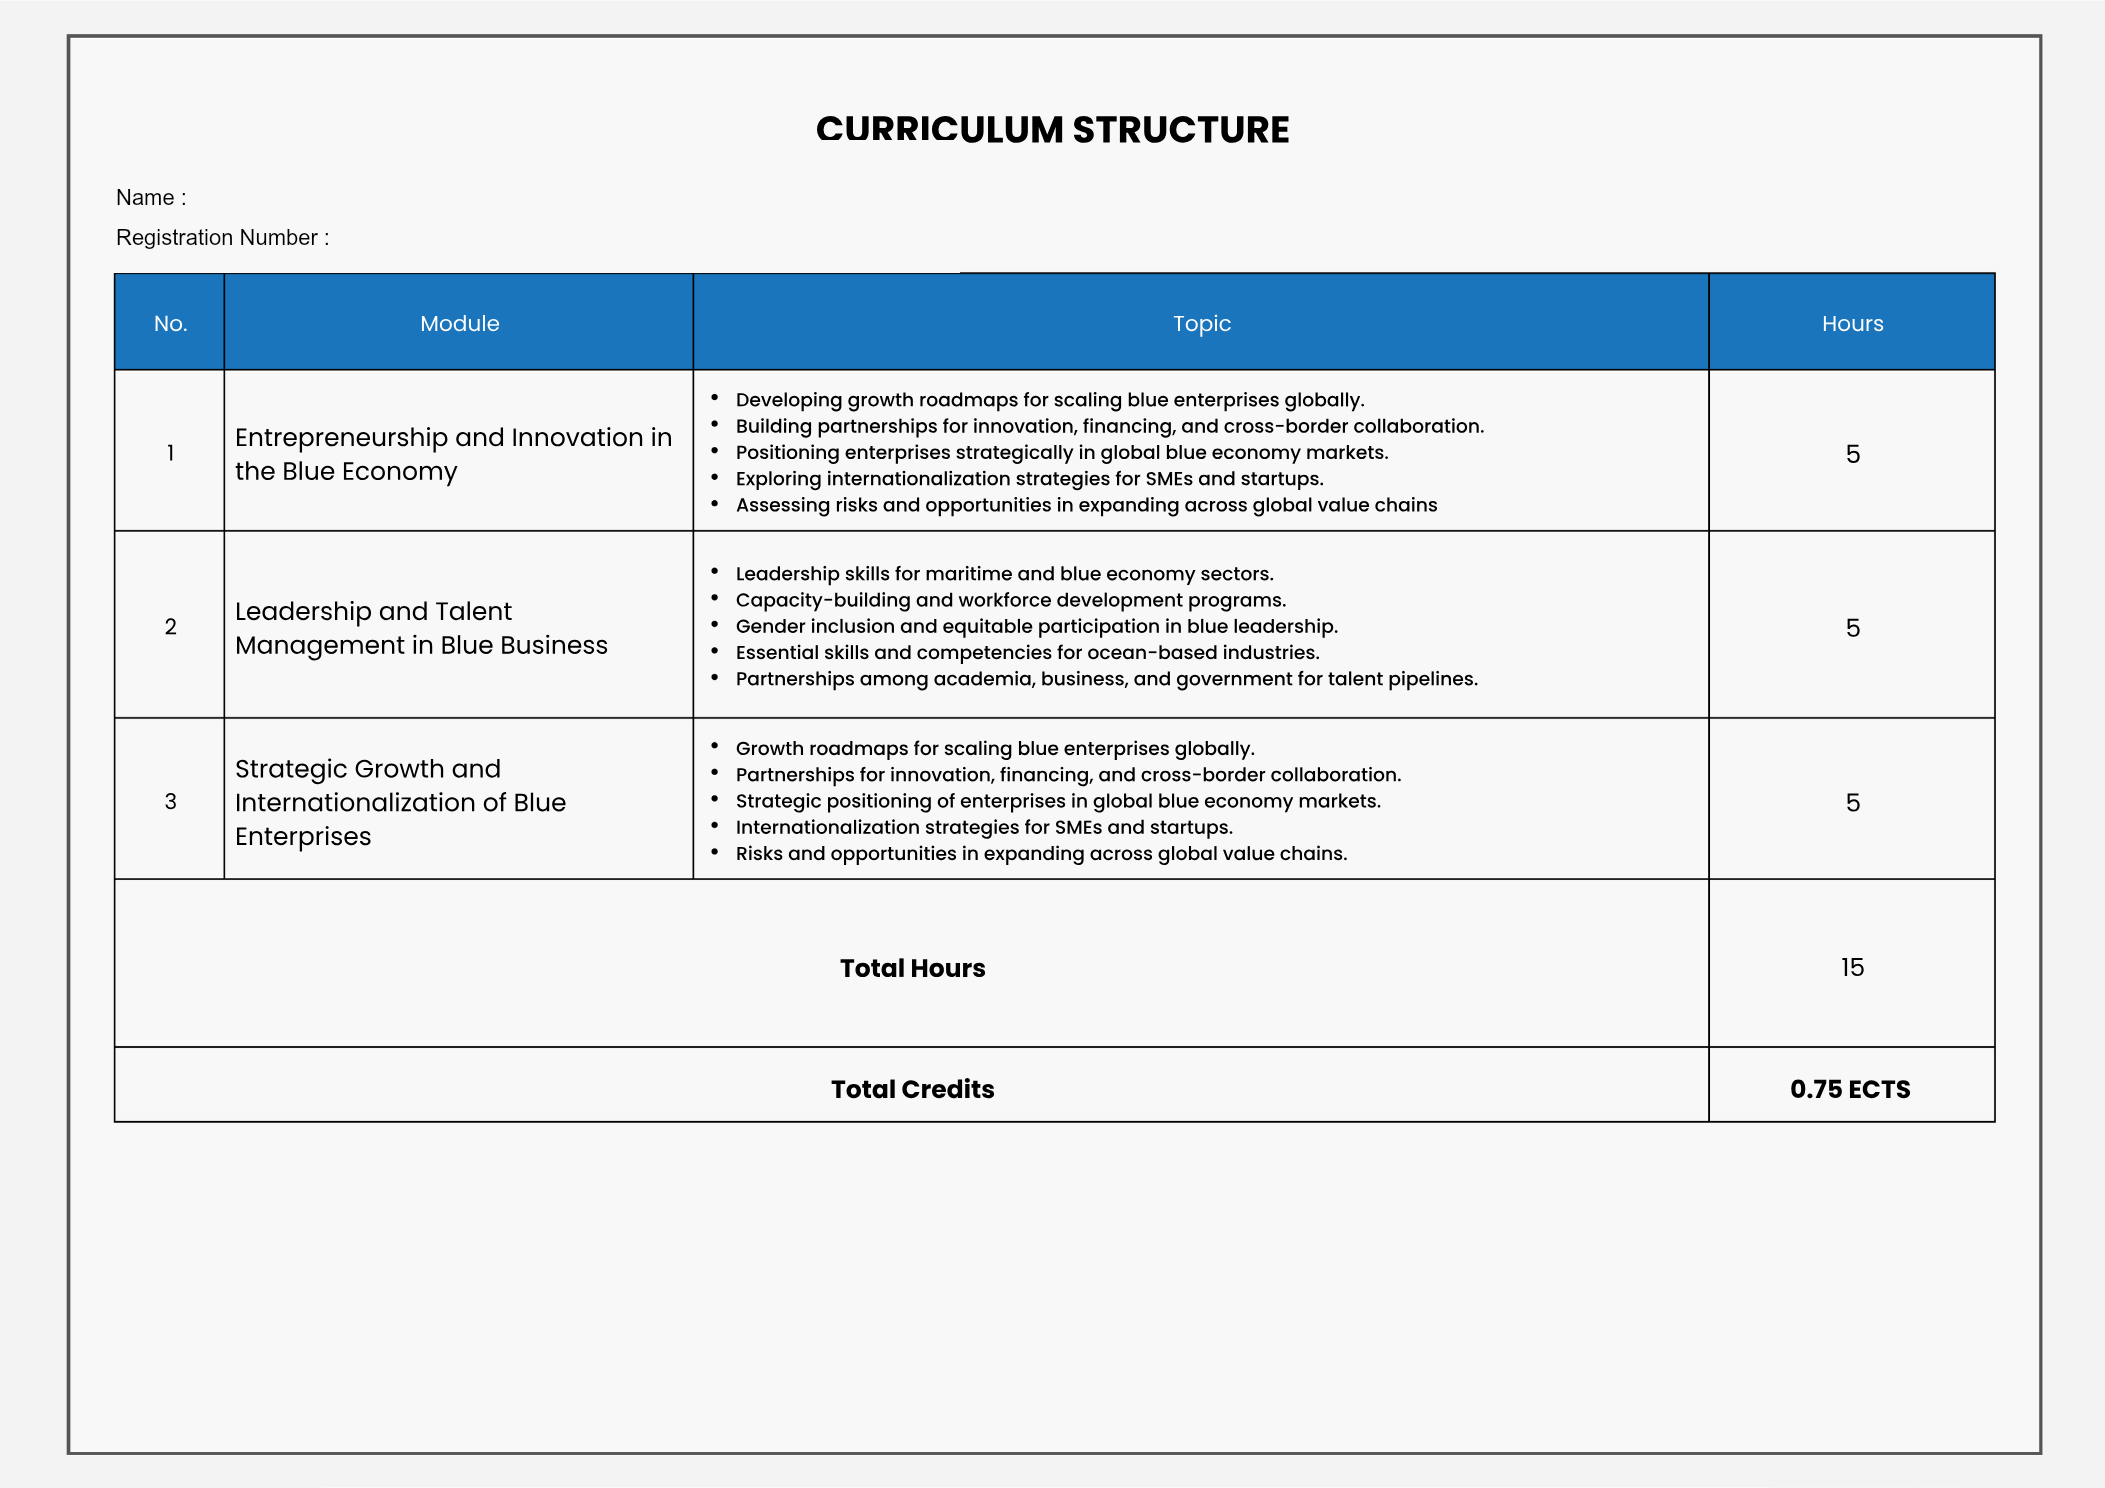 CURRICULUM STRUCTURE
Name :
Registration Number :
No. Module Topic Hours
1
Entrepreneurship and Innovation in
the Blue Economy
• Developing growth roadmaps for scaling blue enterprises globally.
• Building partnerships for innovation, financing, and cross-border collaboration.
• Positioning enterprises strategically in global blue economy markets.
• Exploring internationalization strategies for SMEs and startups.
• Assessing risks and opportunities in expanding across global value chains
5
2
Leadership and Talent
Management in Blue Business
• Leadership skills for maritime and blue economy sectors.
• Capacity-building and workforce development programs.
• Gender inclusion and equitable participation in blue leadership.
• Essential skills and competencies for ocean-based industries.
• Partnerships among academia, business, and government for talent pipelines.
5
3
Strategic Growth and
Internationalization of Blue
Enterprises
• Growth roadmaps for scaling blue enterprises globally.
• Partnerships for innovation, financing, and cross-border collaboration.
• Strategic positioning of enterprises in global blue economy markets.
• Internationalization strategies for SMEs and startups.
• Risks and opportunities in expanding across global value chains.
5
Total Hours 15
Total Credits 0.75 ECTS